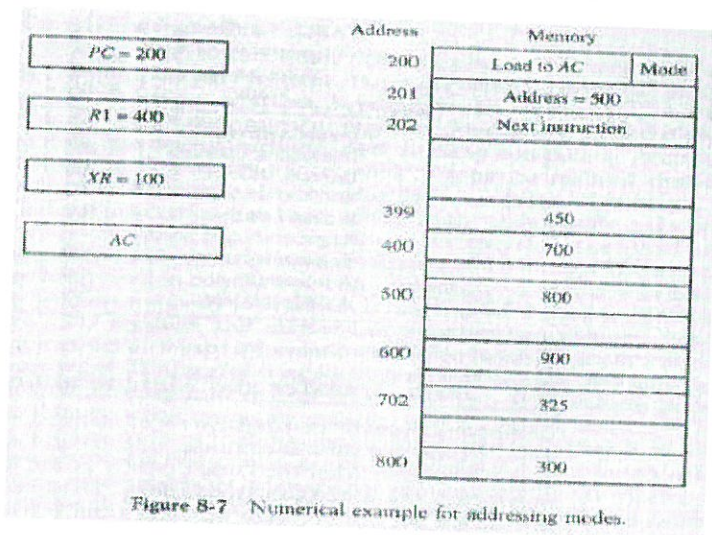 Address
Memory
PC = 200
200
Load to AC
Mode
201
Address = 500
R1 = 400
202
Next instruction
XR = 100
399
450
AC
400
700
500
800
600
900
702
325
800
300
Figure 8-7 Numerical example for addressing modes.